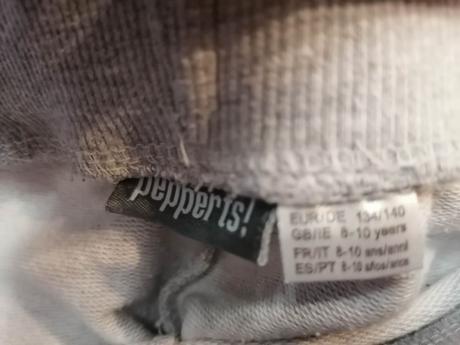 pepperts!
EUR/DE 134/140
GB/IE 8-10 years
FR/IT 8-10 ans/anni
ES/PT 8-10 años/anos